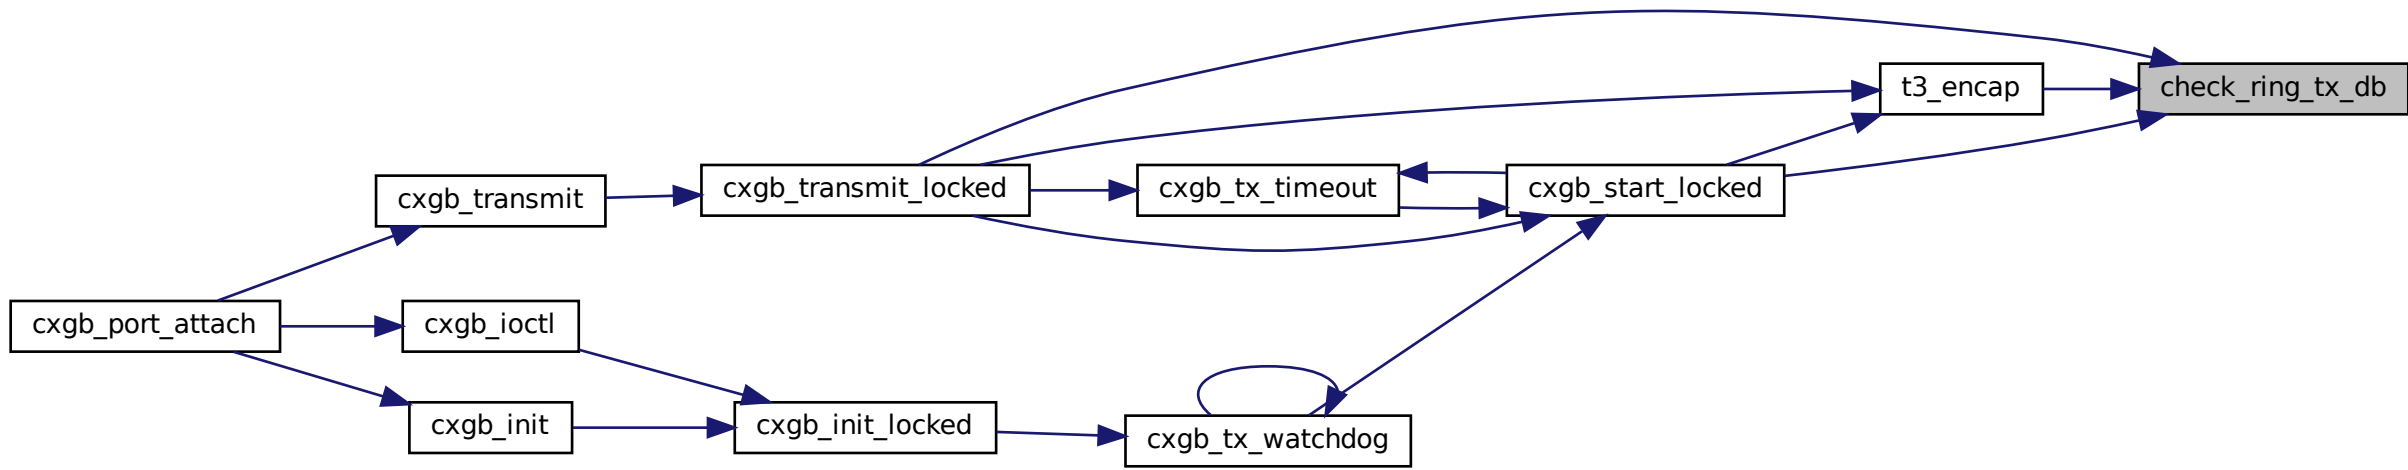 t3_encap
check_ring_tx_db
cxgb_transmit
cxgb_transmit_locked
cxgb_tx_timeout
cxgb_start_locked
cxgb_port_attach
cxgb_ioctl
cxgb_init
cxgb_init_locked
cxgb_tx_watchdog